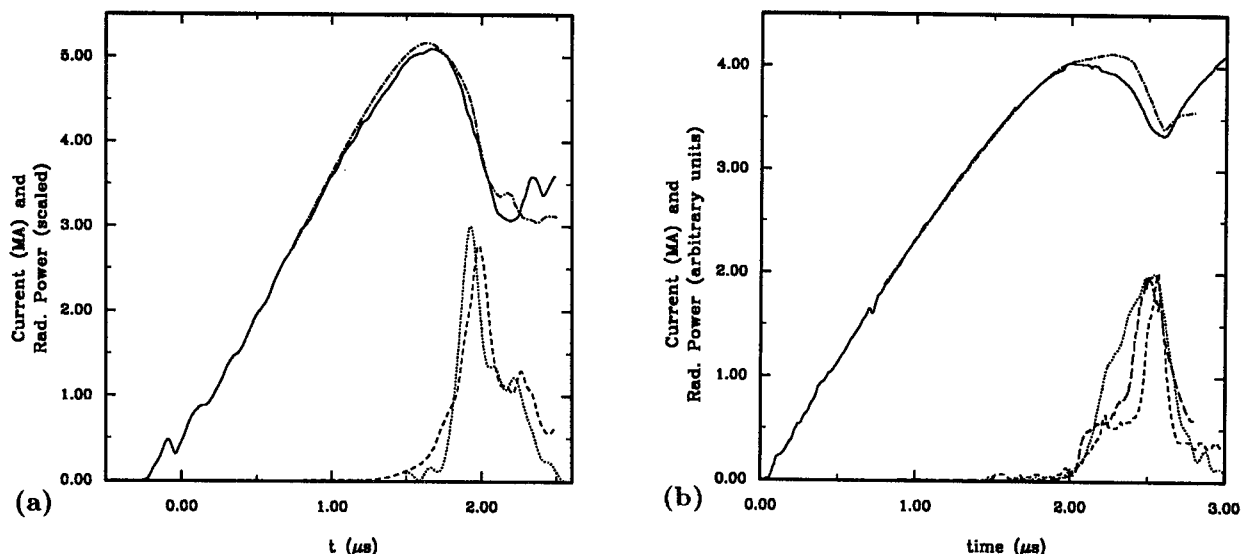 5.00
4.00
3.00
2.00
1.00
0.00
Current (MA) and
Rad. Power (scaled)
0.00 1.00 2.00
t (μs)
(a)
4.00
3.00
2.00
1.00
0.00
Current (MA) and
Rad. Power (arbitrary units)
0.00 1.00 2.00 3.00
time (μs)
(b)